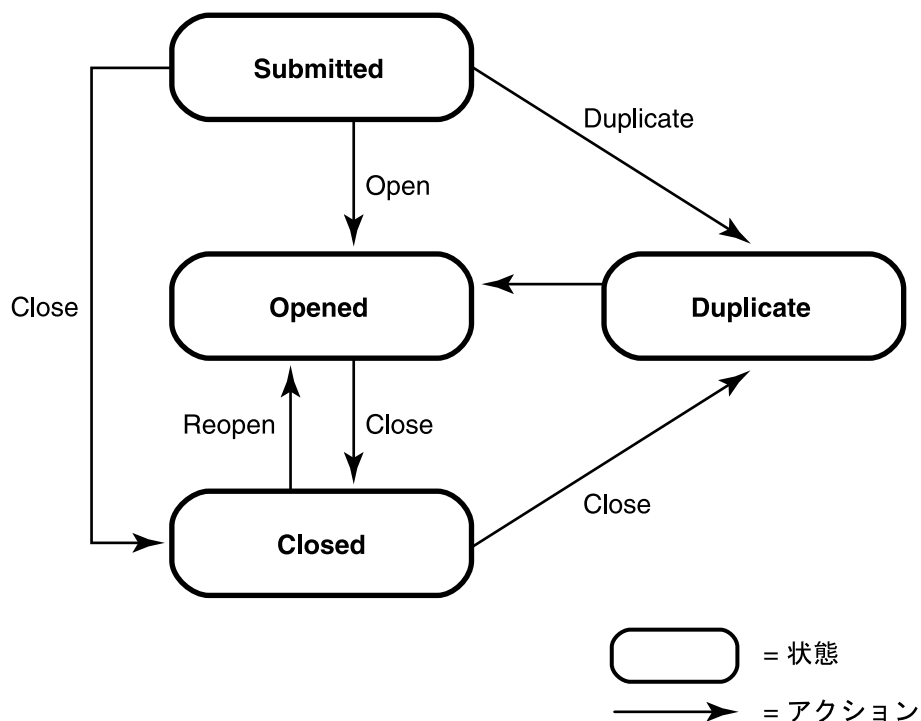 Submitted
Duplicate
Open
Close
Opened
Duplicate
Reopen
Close
Close
Closed
= 状態
= アクション